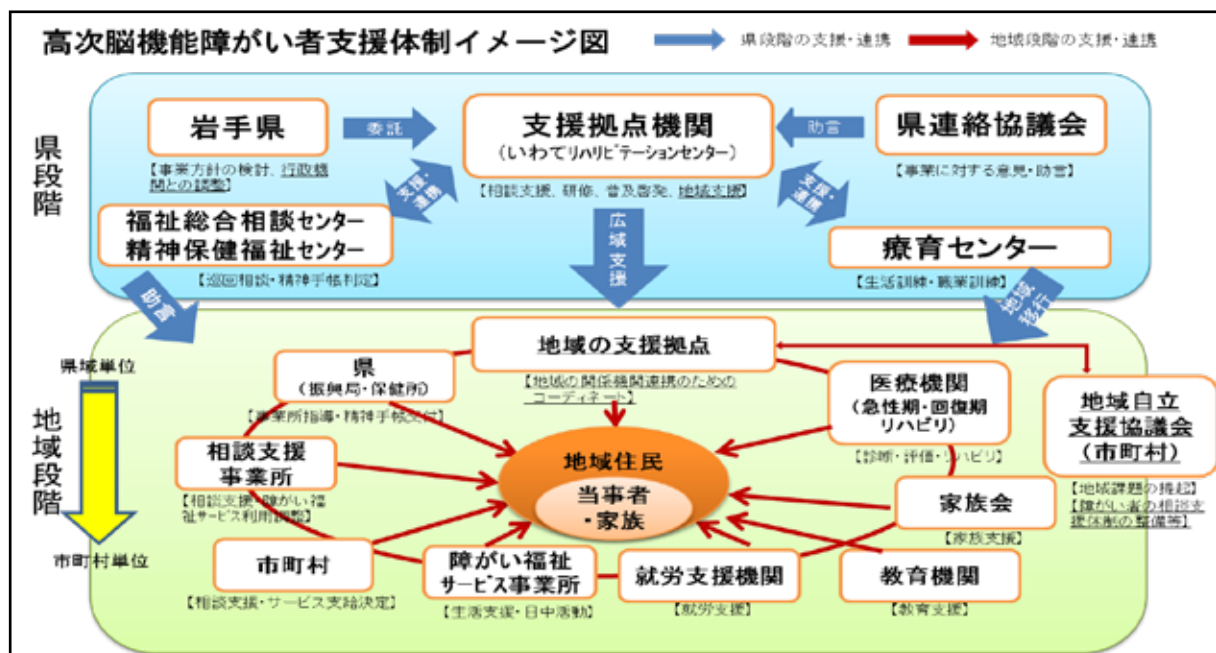 高次脳機能障がい者支援体制イメージ図
県段階の支援・連携
地域段階の支援・連携
県段階
岩手県
【事業方針の検討、行政機
関との調整】
委託
支援拠点機関
(いわてリハビリテーションセンター)
【相談支援、研修、普及啓発、地域支援】
助言
県連絡協議会
【事業に対する意見・助言】
支援・
連携
支援・
連携
福祉総合相談センター
精神保健福祉センター
【巡回相談・精神手帳判定】
広域支援
療育センター
【生活訓練・職業訓練】
助言
地域
移行
県域単位
地域段階
市町村単位
地域の支援拠点
【地域の関係機関連携のための
コーディネート】
県
(振興局・保健所)
【事業所指導・精神手帳交付】
医療機関
(急性期・回復期
リハビリ)
【診断・評価・リハビリ】
地域自立
支援協議会
(市町村)
【地域課題の提起】
【障がい者の相談支
援体制の整備等】
相談支援
事業所
【相談支援・障がい福
祉サービス利用調整】
地域住民
当事者
・家族
家族会
【家族支援】
市町村
【相談支援・サービス支給決定】
障がい福祉
サービス事業所
【生活支援・日中活動】
就労支援機関
【就労支援】
教育機関
【教育支援】